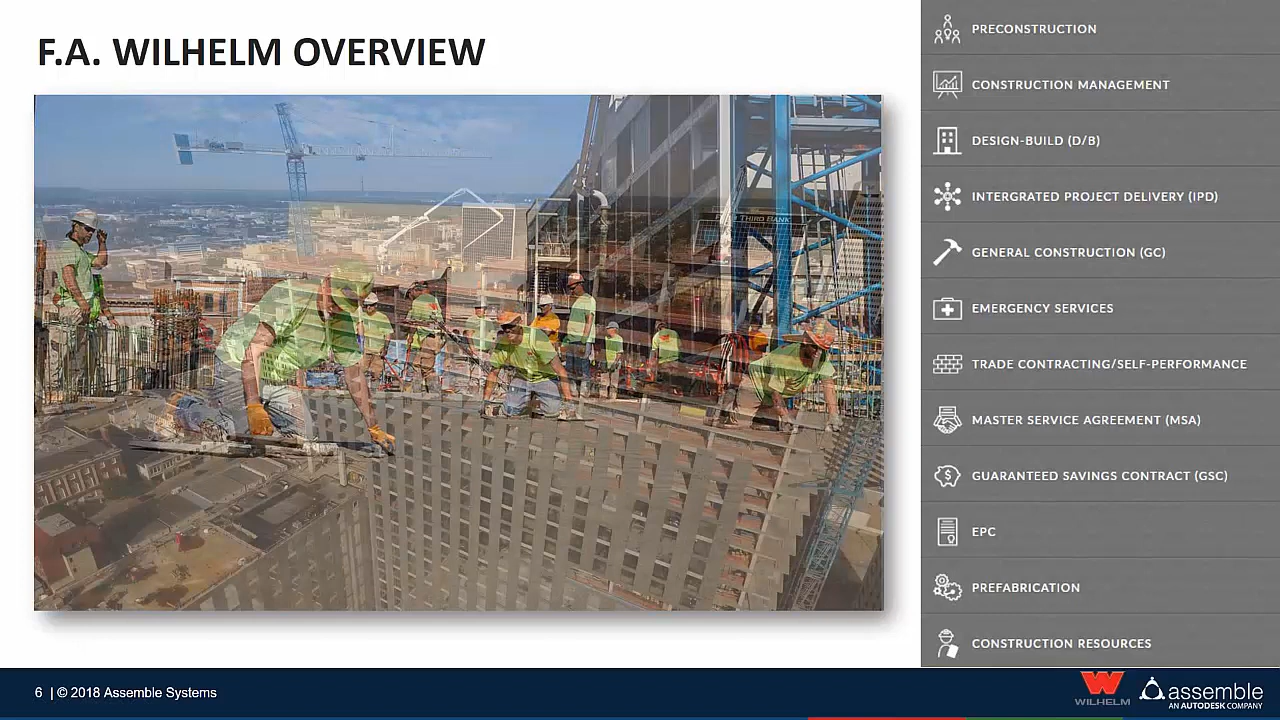 F.A. WILHELM OVERVIEW
THIRD BANK
PRECONSTRUCTION
CONSTRUCTION MANAGEMENT
DESIGN-BUILD (D/B)
INTERGRATED PROJECT DELIVERY (IPD)
GENERAL CONSTRUCTION (GC)
EMERGENCY SERVICES
TRADE CONTRACTING/SELF-PERFORMANCE
MASTER SERVICE AGREEMENT (MSA)
GUARANTEED SAVINGS CONTRACT (GSC)
EPC
PREFABRICATION
CONSTRUCTION RESOURCES
6 | © 2018 Assemble Systems
WILHELM
assemble
AN AUTODESK COMPANY